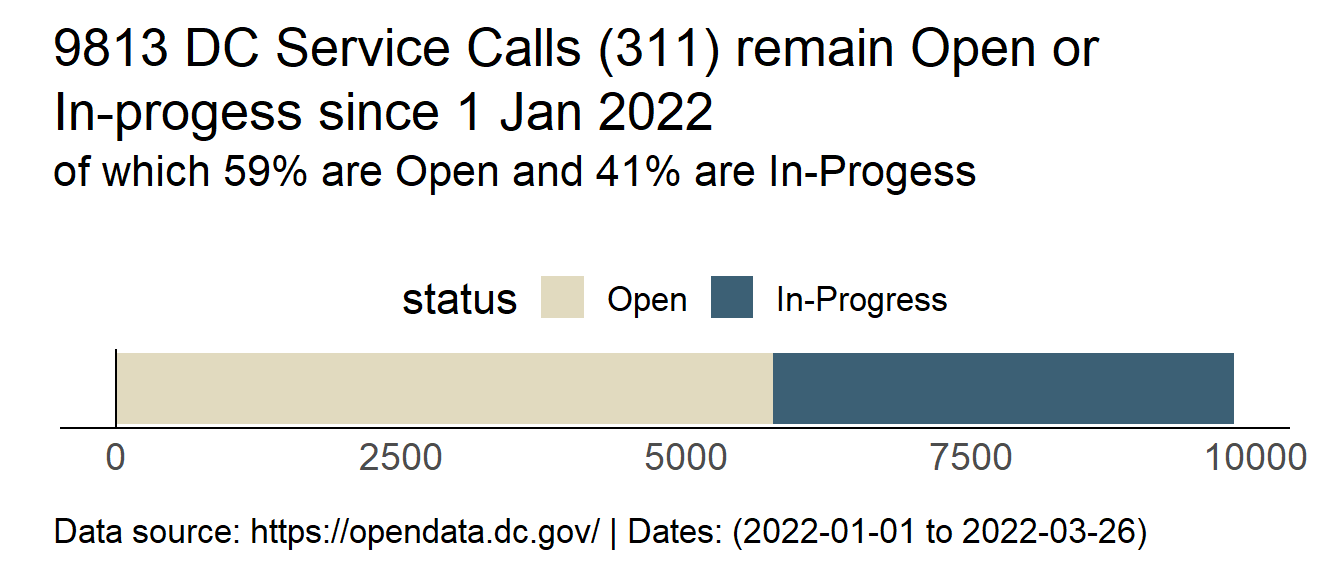 9813 DC Service Calls (311) remain Open or
In-progess since 1 Jan 2022
of which 59% are Open and 41% are In-Progess
status Open In-Progress
0 2500 5000 7500 10000
Data source: https://opendata.dc.gov/ | Dates: (2022-01-01 to 2022-03-26)